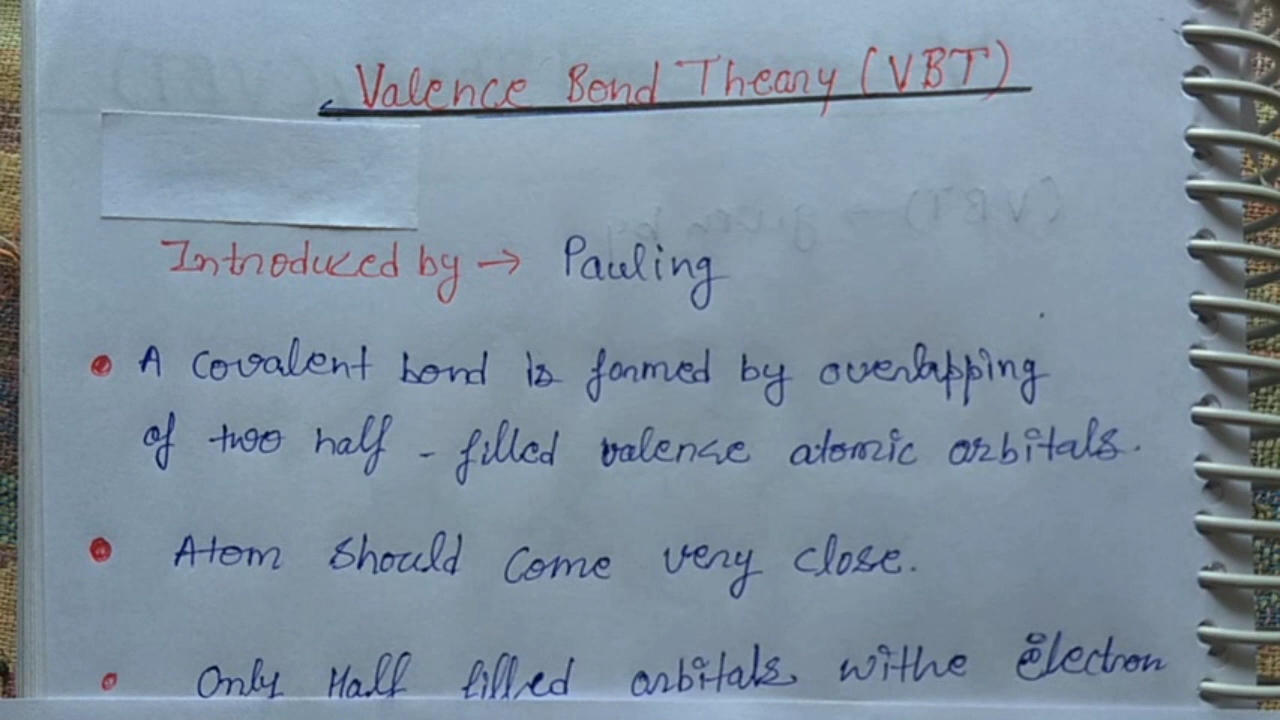 Valence Bond Theory (VBT)
Introduced by → Pauling
• A covalent bond is formed by overlapping
of two half - filled valence atomic orbitals.
• Atom should come very close.
• Only Half filled orbitals withe electron